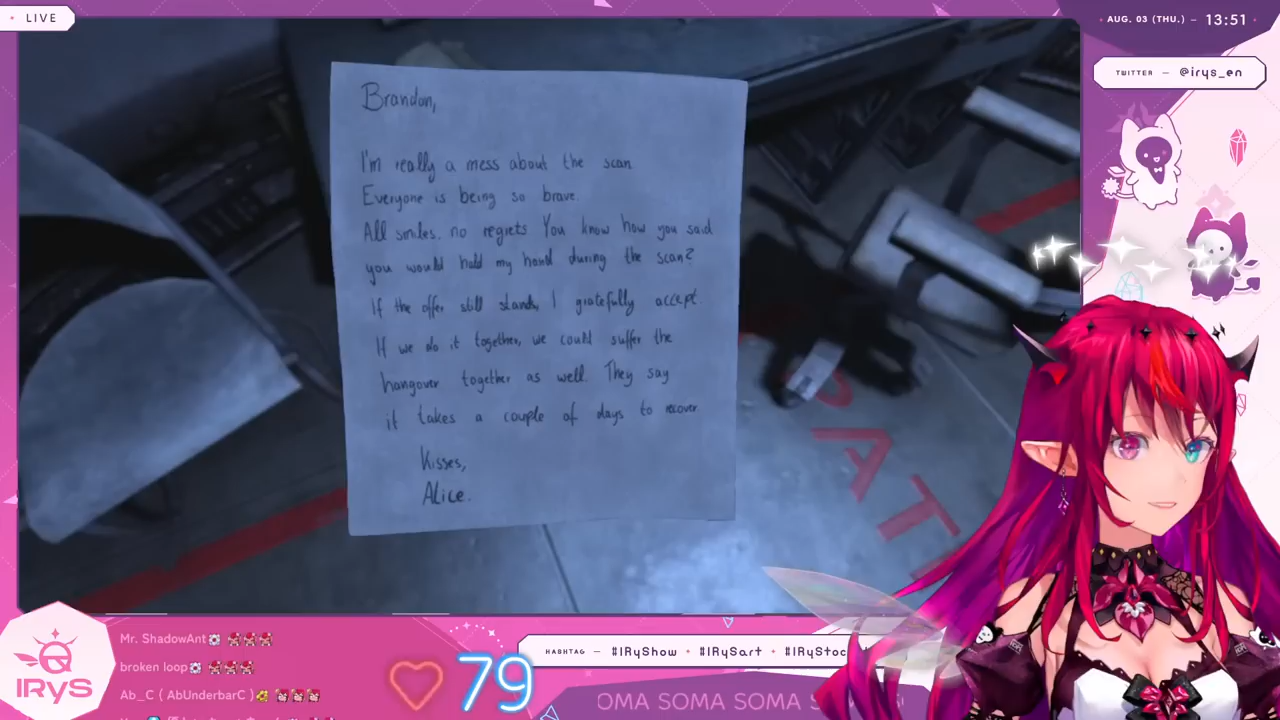 LIVE
AUG. 03 (THU.) – 13:51
TWITTER — @irys_en
Brandon,
I'm really a mess about the scan
Everyone is being so brave.
All smiles. no regrets You know how you said
you would hold my hand during the scan?
If the offer still stands, I gratefully accept
If we do it together, we could suffer the
hangover together as well. They say
it takes a couple of days to recover.
Kisses,
Alice.
PAT
IRyS
Mr. ShadowAnt
broken loop
Ab_C ( AbUnderbarC )
79
HASHTAG — #IRyShow • #IRySart • #IRyStoc
OMA SOMA SOMA S